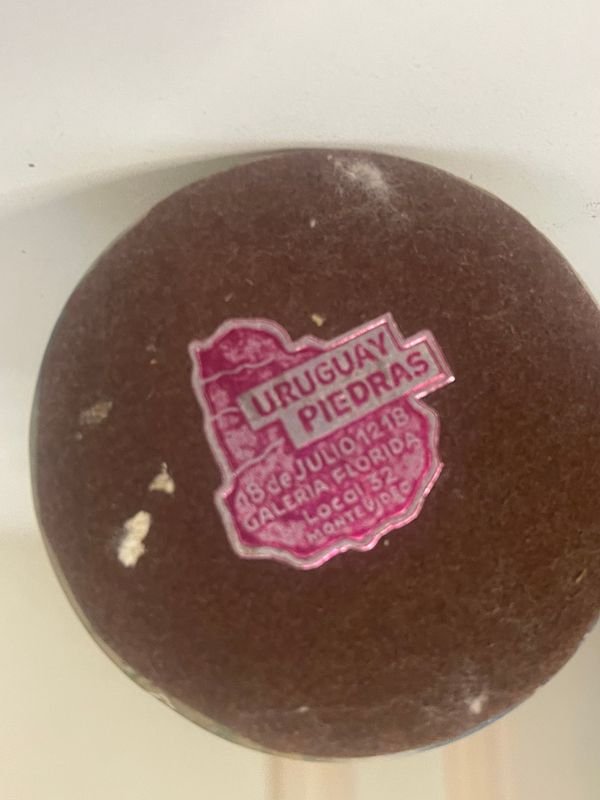 URUGUAY
PIEDRAS
18 de JULIO 1218
GALERIA FLORIDA
LOCAL 32
MONTEVIDEO